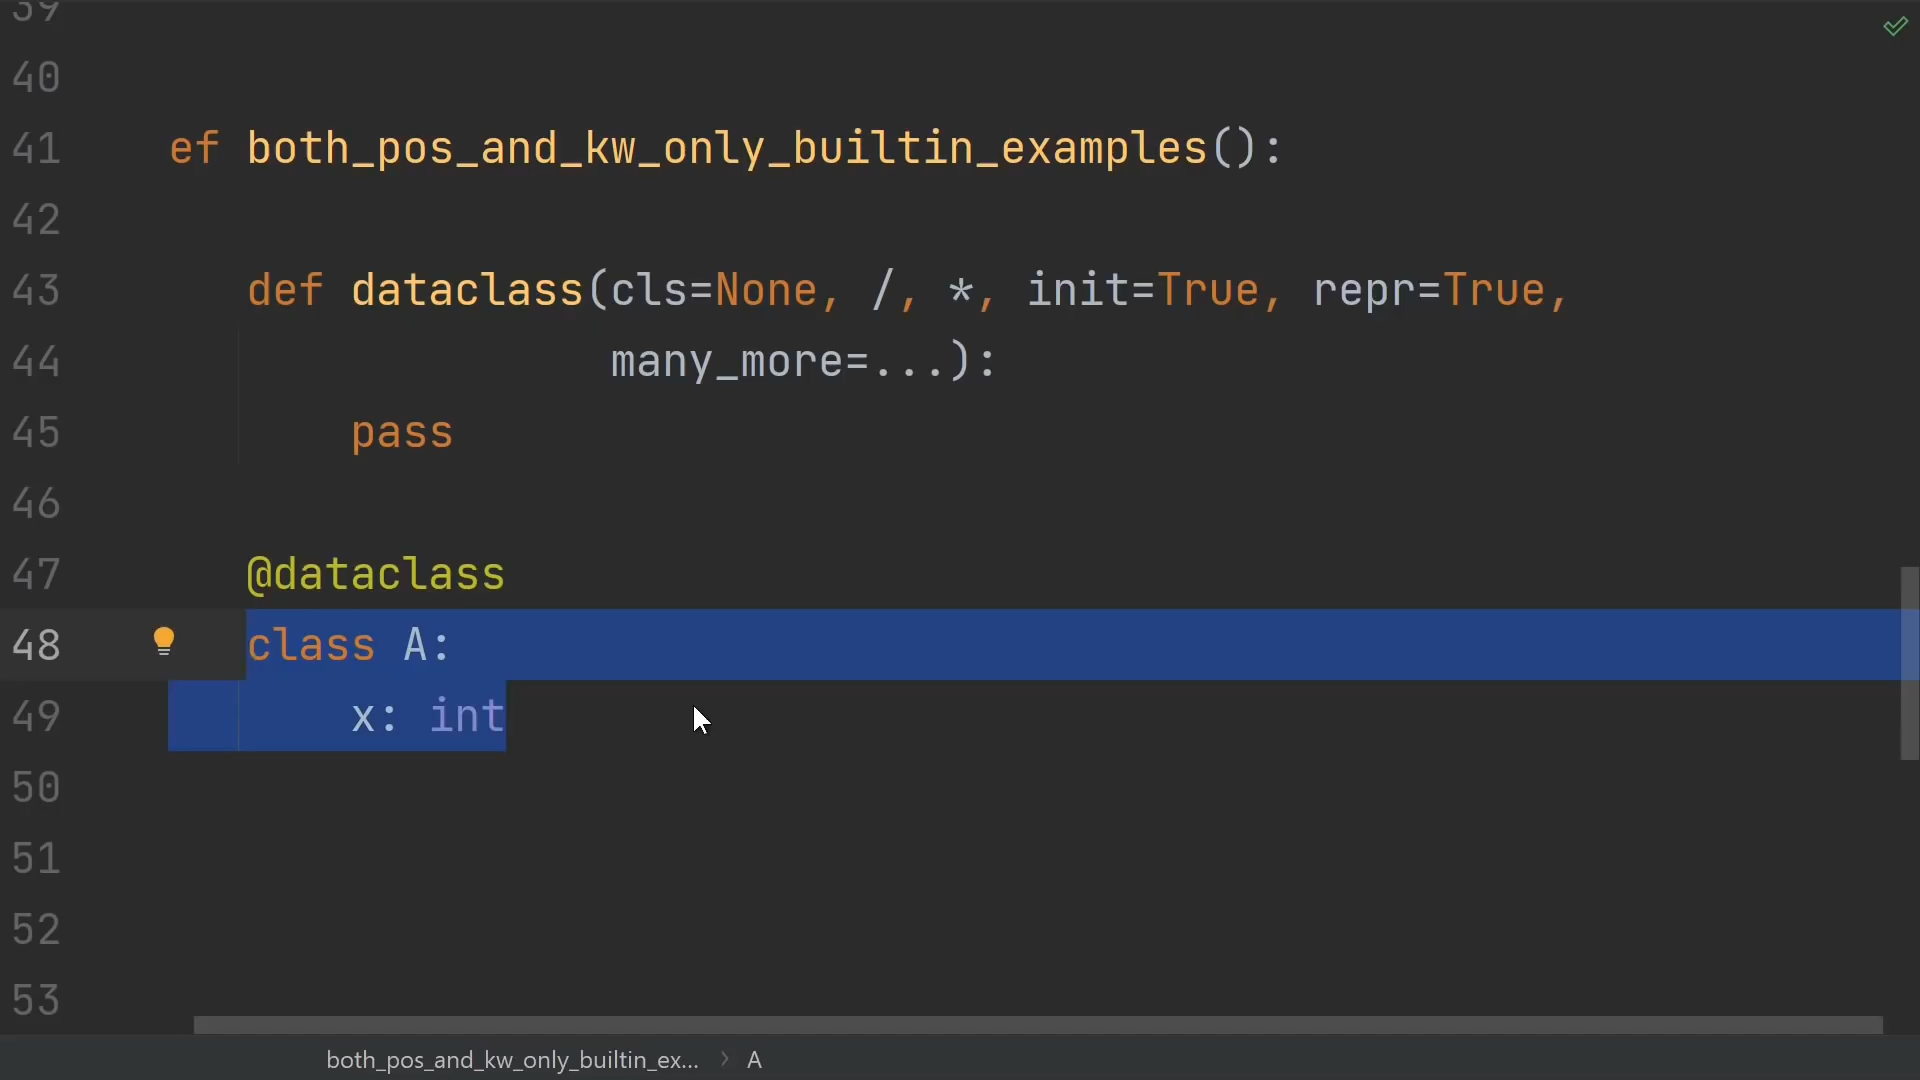 39
40
41 ef both_pos_and_kw_only_builtin_examples():
42
43 def dataclass(cls=None, /, *, init=True, repr=True,
44 many_more=...):
45 pass
46
47 @dataclass
48 class A:
49 x: int
50
51
52
53
both_pos_and_kw_only_builtin_ex... > A